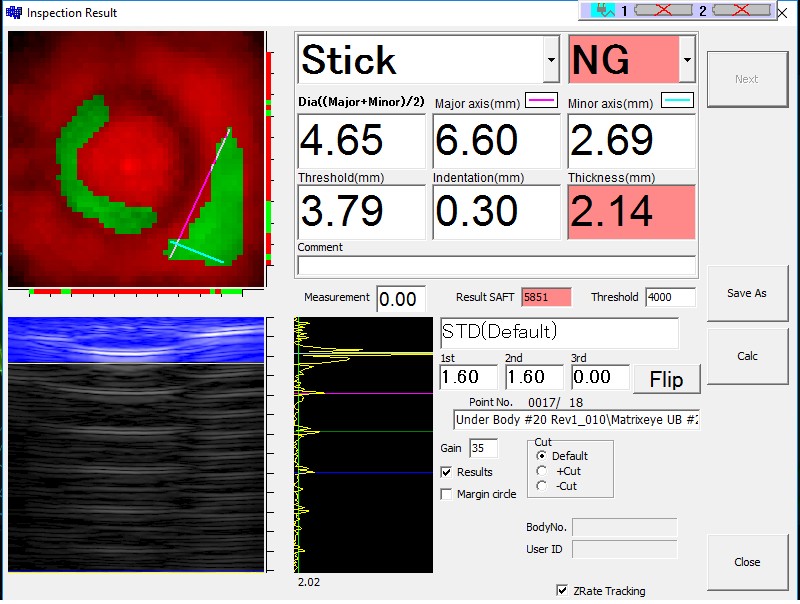 Inspection Result
1 2
Stick NG
Next
Dia((Major+Minor)/2) Major axis(mm) Minor axis(mm)
4.65 6.60 2.69
Threshold(mm) Indentation(mm) Thickness(mm)
3.79 0.30 2.14
Comment
Measurement 0.00 Result SAFT 5851 Threshold 4000
Save As
STD(Default)
Calc
1st 2nd 3rd
1.60 1.60 0.00 Flip
Point No. 0017/ 18
Under Body #20 Rev1_010\Matrixeye UB #2
Gain 35
Cut
Default
+Cut
-Cut
Results
Margin circle
BodyNo.
User ID
Close
2.02
ZRate Tracking